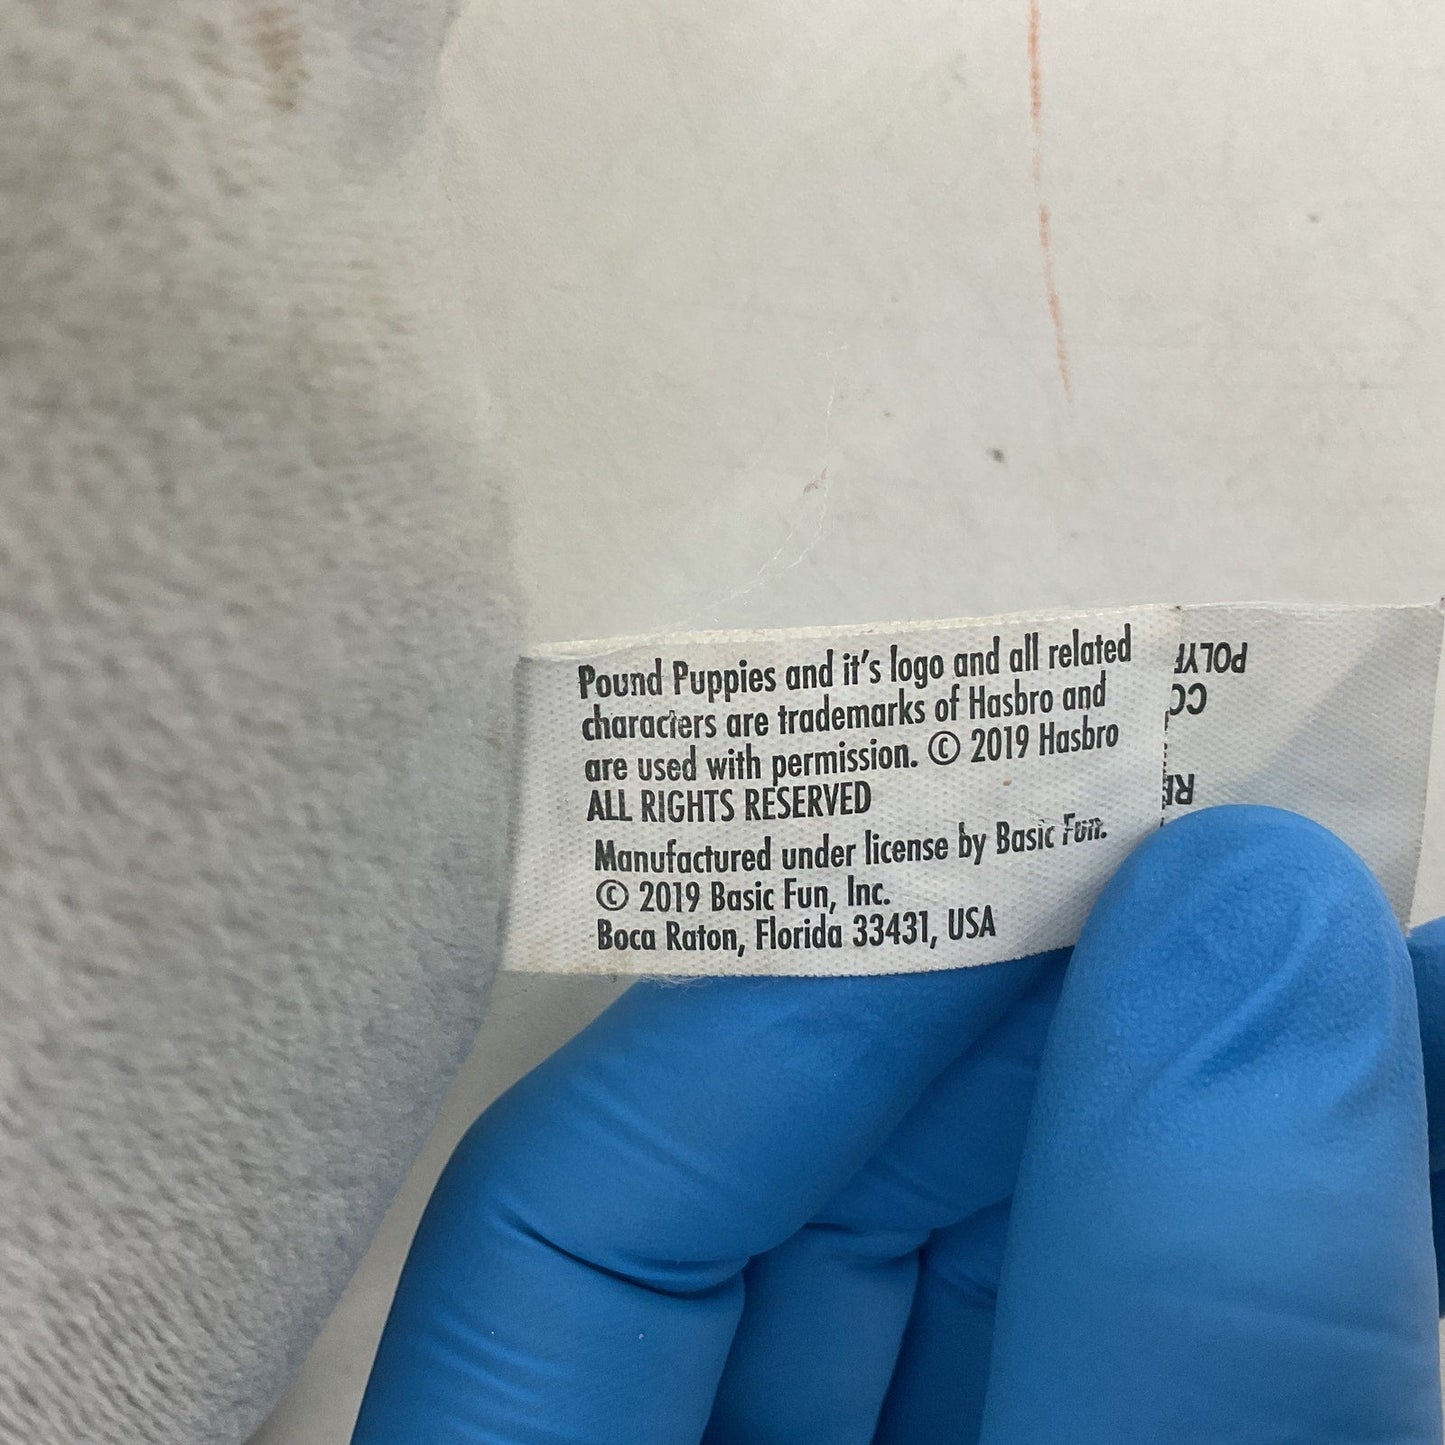 Pound Puppies and it's logo and all related
characters are trademarks of Hasbro and
are used with permission. © 2019 Hasbro
ALL RIGHTS RESERVED
Manufactured under license by Basic Fun.
© 2019 Basic Fun, Inc.
Boca Raton, Florida 33431, USA